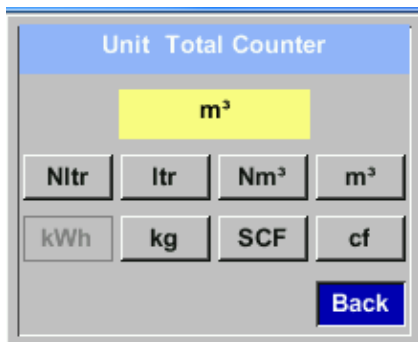 Unit Total Counter
m³
Nltr ltr Nm³ m³
kWh kg SCF cf
Back